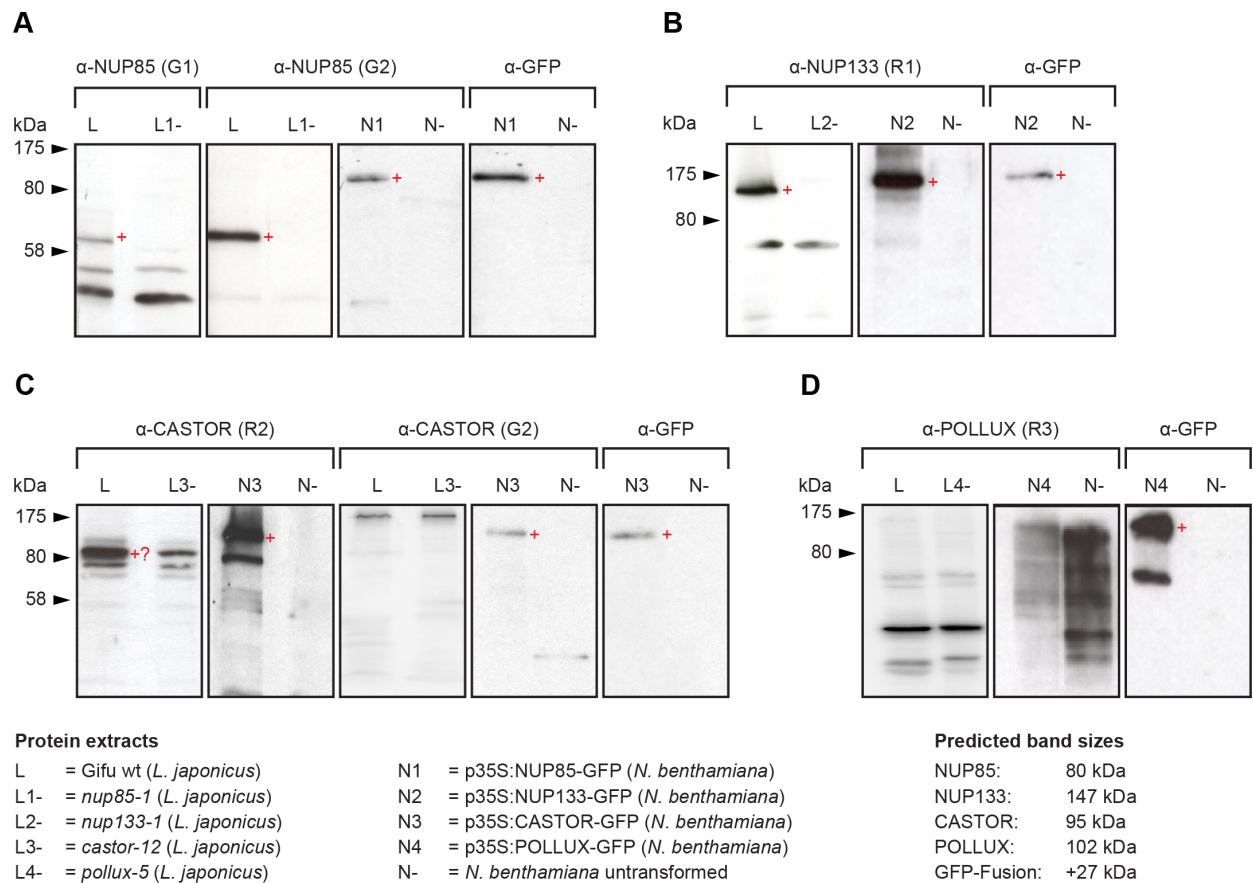 A
α-NUP85 (G1) α-NUP85 (G2) α-GFP
kDa L L1- L L1- N1 N- N1 N-
175
80
58
+ + + +
B
α-NUP133 (R1) α-GFP
kDa L L2- N2 N- N2 N-
175
80
+ + +
C
α-CASTOR (R2) α-CASTOR (G2) α-GFP
kDa L L3- N3 N- L L3- N3 N- N3 N-
175
80
58
+? + + +
D
α-POLLUX (R3) α-GFP
kDa L L4- N4 N- N4 N-
175
80
+
Protein extracts
L = Gifu wt (L. japonicus)
L1- = nup85-1 (L. japonicus)
L2- = nup133-1 (L. japonicus)
L3- = castor-12 (L. japonicus)
L4- = pollux-5 (L. japonicus)
N1 = p35S:NUP85-GFP (N. benthamiana)
N2 = p35S:NUP133-GFP (N. benthamiana)
N3 = p35S:CASTOR-GFP (N. benthamiana)
N4 = p35S:POLLUX-GFP (N. benthamiana)
N- = N. benthamiana untransformed
Predicted band sizes
NUP85: 80 kDa
NUP133: 147 kDa
CASTOR: 95 kDa
POLLUX: 102 kDa
GFP-Fusion: +27 kDa